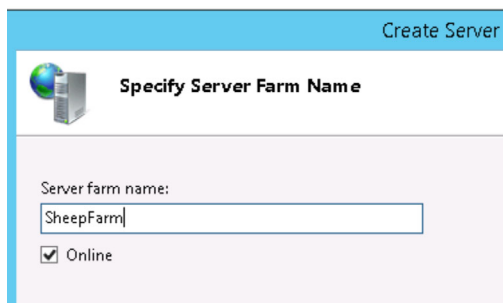 Create Server
Specify Server Farm Name
Server farm name:
SheepFarm
Online